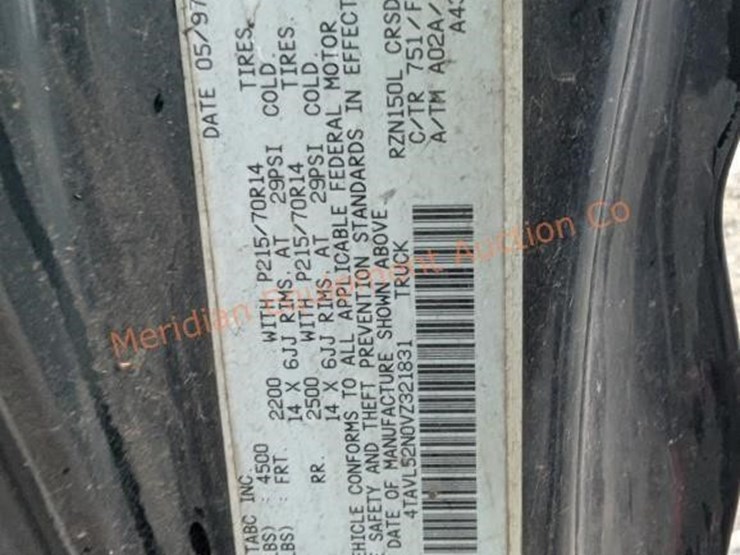 TABC INC. DATE 05/97
LBS) : 4500
LBS) : FRT. 2200 WITH P215/70R14 TIRES.
14 X 6JJ RIMS. AT 29PSI COLD.
RR. 2500 WITH P215/70R14 TIRES.
14 X 6JJ RIMS. AT 29PSI COLD.
EHICLE CONFORMS TO ALL APPLICABLE FEDERAL MOTOR
SAFETY AND THEFT PREVENTION STANDARDS IN EFFECT
DATE OF MANUFACTURE SHOWN ABOVE
4TAVL52N0VZ321831 TRUCK
RZN150L CRSD
C/TR 751/F
A/TM A02A/
A43
Meridian Equipment Auction Co